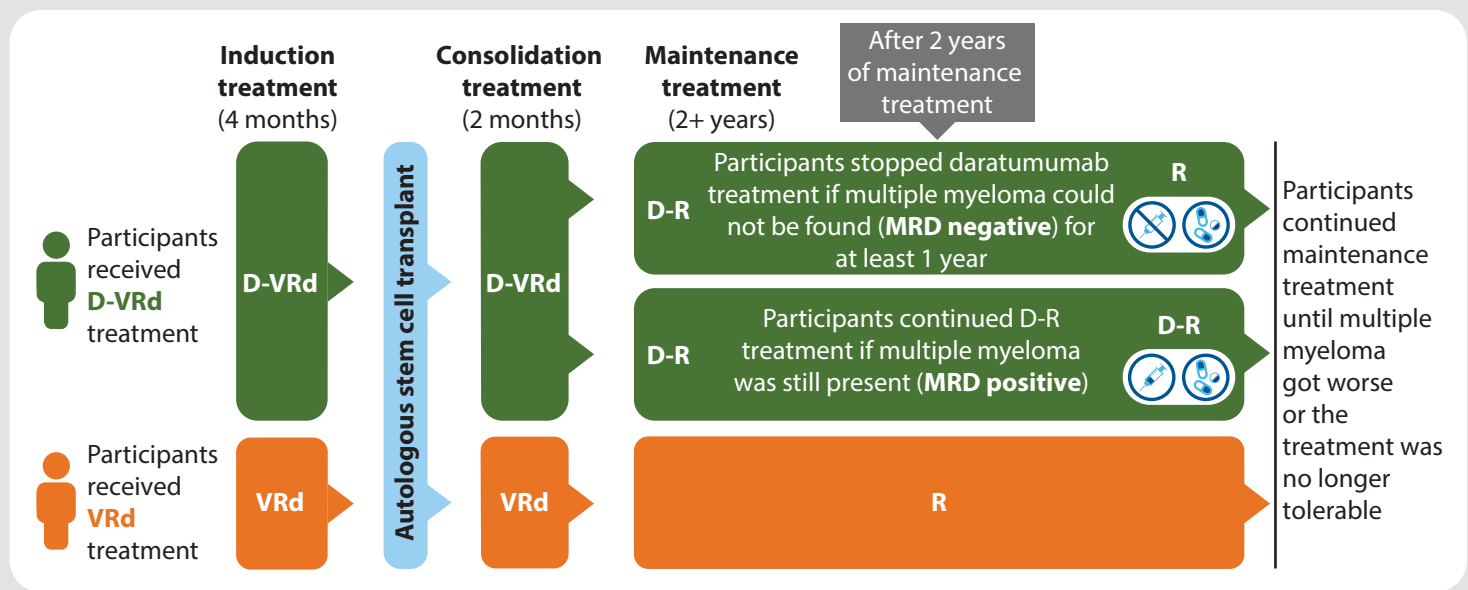 Induction
treatment
(4 months)
Consolidation
treatment
(2 months)
Maintenance
treatment
(2+ years)
After 2 years
of maintenance
treatment
Participants
received
D-VRd
treatment
D-VRd
Autologous stem cell transplant
D-VRd
D-R
Participants stopped daratumumab
treatment if multiple myeloma could
not be found (MRD negative) for
at least 1 year
R
D-R
Participants continued D-R
treatment if multiple myeloma
was still present (MRD positive)
D-R
Participants
received
VRd
treatment
VRd
VRd
R
Participants
continued
maintenance
treatment
until multiple
myeloma
got worse
or the
treatment was
no longer
tolerable